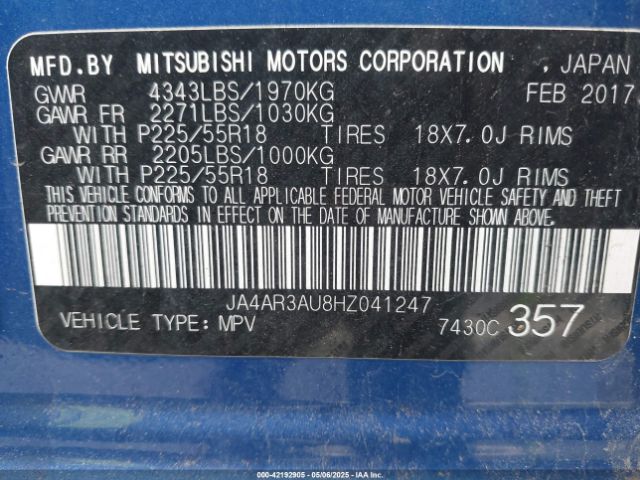 MFD.BY MITSUBISHI MOTORS CORPORATION , JAPAN
GVWR 4343LBS/1970KG FEB 2017
GAWR FR 2271LBS/1030KG
WITH P225/55R18 TIRES 18X7.0J RIMS
GAWR RR 2205LBS/1000KG
WITH P225/55R18 TIRES 18X7.0J RIMS
THIS VEHICLE CONFORMS TO ALL APPLICABLE FEDERAL MOTOR VEHICLE SAFETY AND THEFT
PREVENTION STANDARDS IN EFFECT ON THE DATE OF MANUFACTURE SHOWN ABOVE.
JA4AR3AU8HZ041247
VEHICLE TYPE: MPV 7430C 357
000-42192905 - 05/06/2025 - IAAI.COM